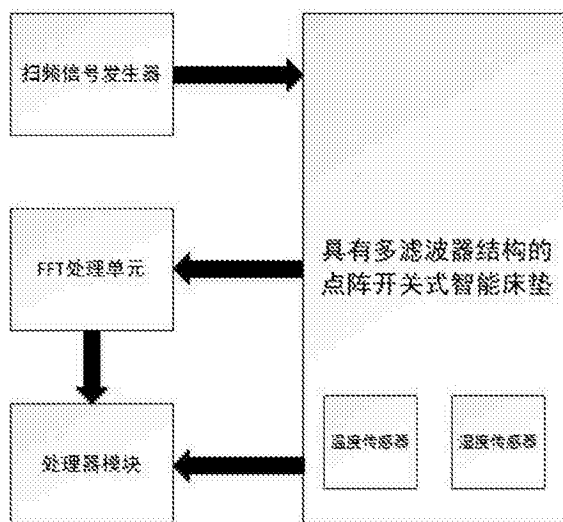 扫频信号发生器
FFT处理单元
具有多滤波器结构的
点阵开关式智能床垫
温度传感器
温度传感器
处理器模块